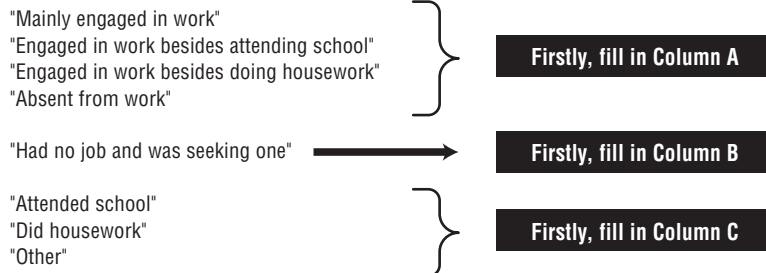 "Mainly engaged in work"
"Engaged in work besides attending school"
"Engaged in work besides doing housework"
"Absent from work"
Firstly, fill in Column A
"Had no job and was seeking one"
Firstly, fill in Column B
"Attended school"
"Did housework"
"Other"
Firstly, fill in Column C